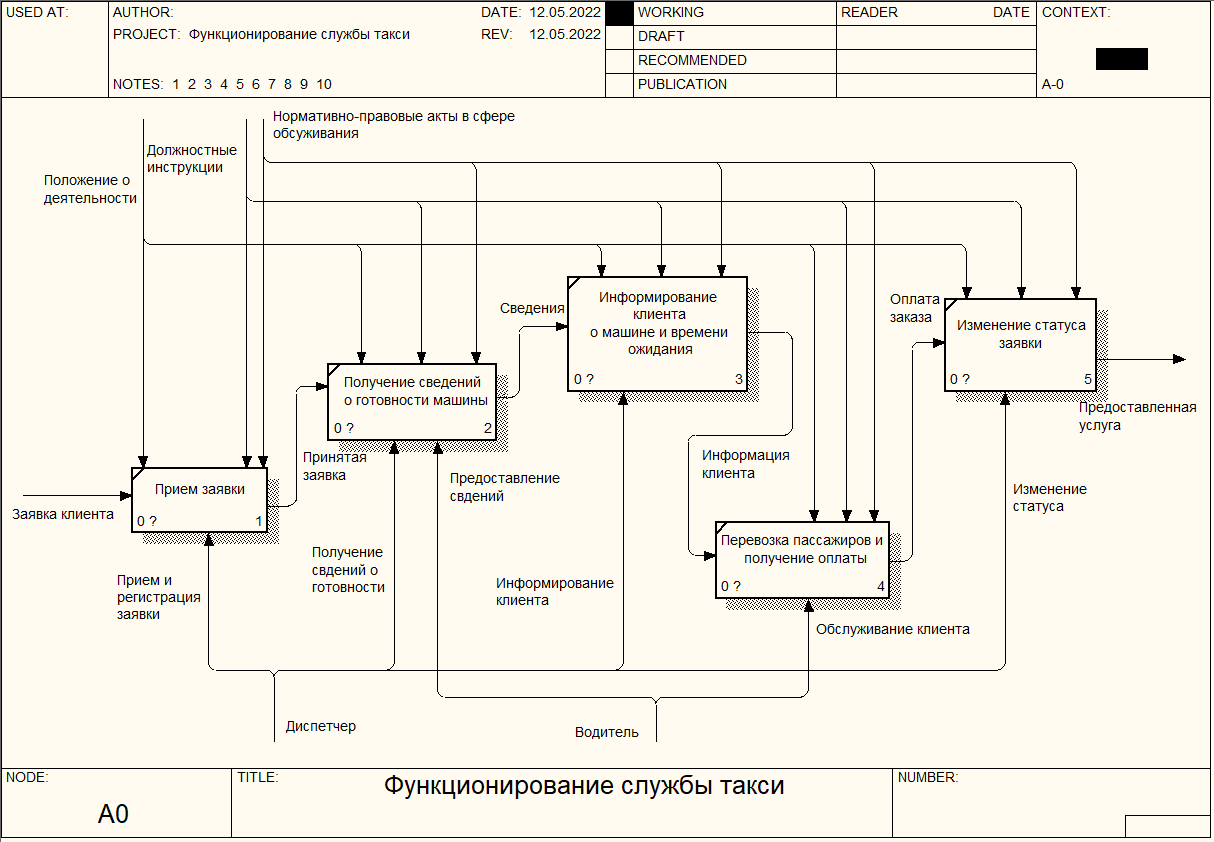 USED AT:
AUTHOR:
DATE: 12.05.2022
PROJECT: Функционирование службы такси
REV: 12.05.2022
NOTES: 1 2 3 4 5 6 7 8 9 10
WORKING
DRAFT
RECOMMENDED
PUBLICATION
READER
DATE
CONTEXT:
A-0
Нормативно-правовые акты в сфере
обсуживания
Должностные
инструкции
Положение о
деятельности
Сведения
Информирование
клиента
о машине и времени
ожидания
0 ?
3
Оплата
заказа
Изменение статуса
заявки
0 ?
5
Предоставленная
услуга
Получение сведений
о готовности машины
0 ?
2
Принятая
заявка
Предоставление
свдений
Информация
клиента
Изменение
статуса
Заявка клиента
Прием заявки
0 ?
1
Перевозка пассажиров и
получение оплаты
0 ?
4
Получение
свдений о
готовности
Прием и
регистрация
заявки
Информирование
клиента
Обслуживание клиента
Диспетчер
Водитель
NODE:
A0
TITLE:
Функционирование службы такси
NUMBER: